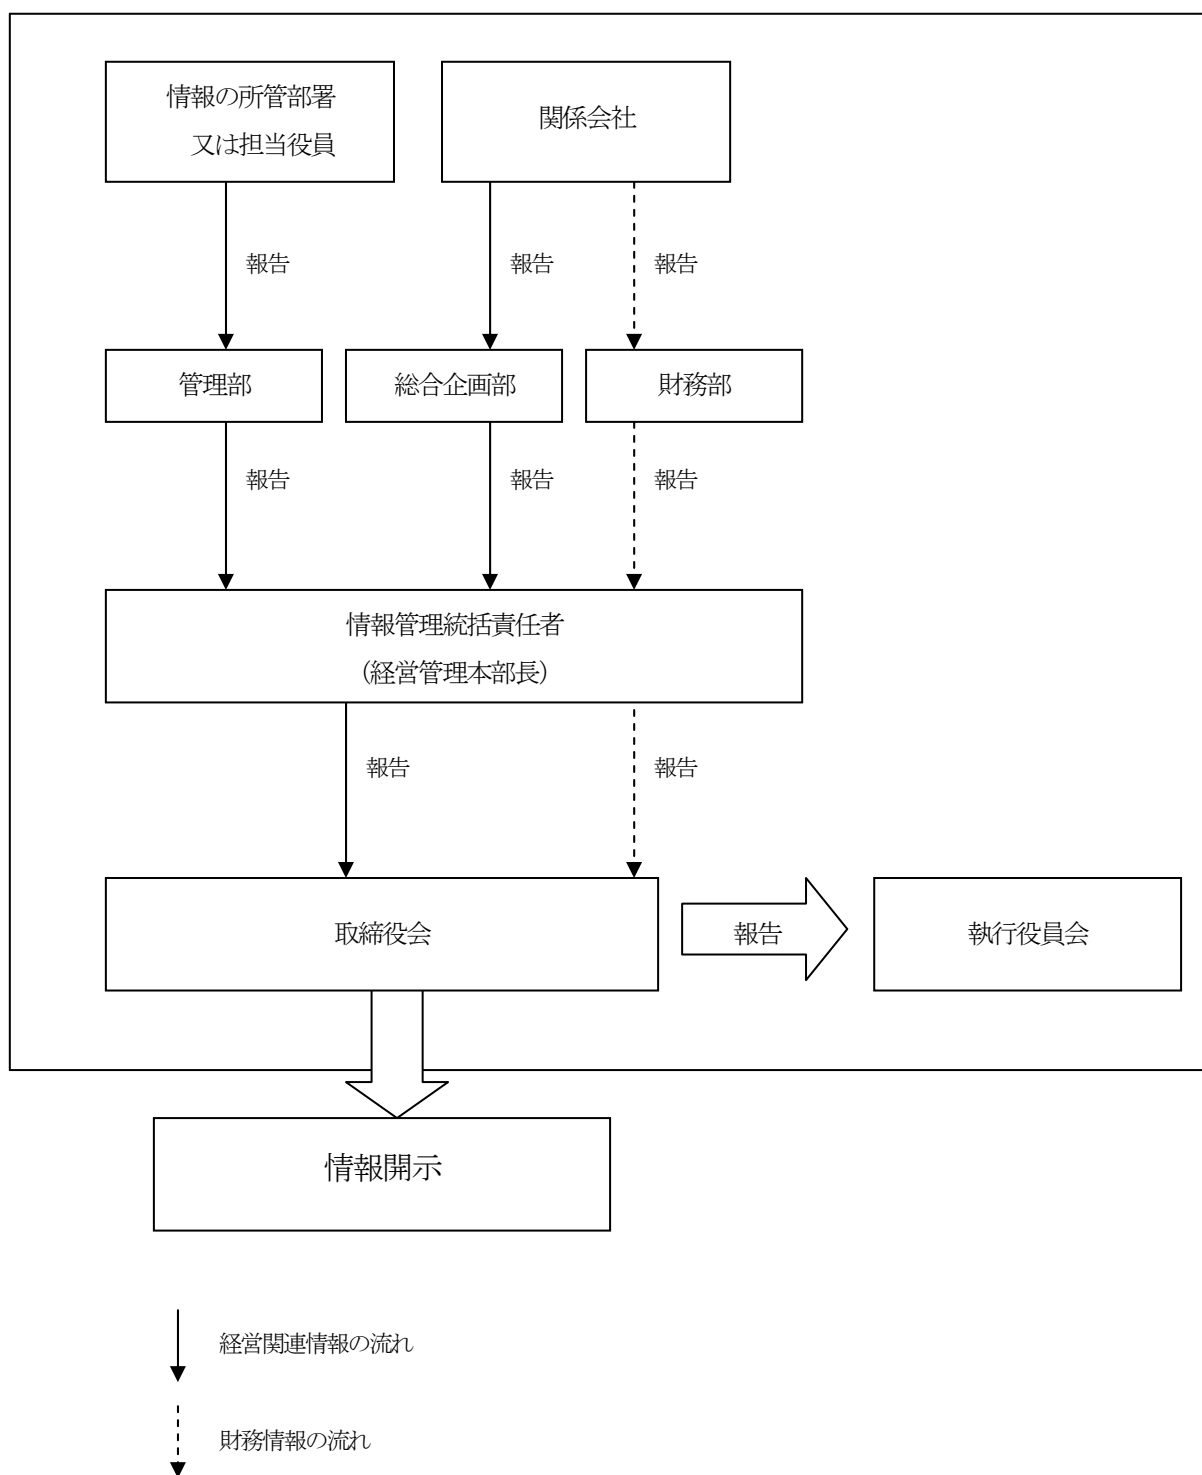 情報の所管部署
又は担当役員
関係会社
報告
報告
報告
管理部
総合企画部
財務部
報告
報告
報告
情報管理統括責任者
（経営管理本部長）
報告
報告
取締役会
報告
執行役員会
情報開示
経営関連情報の流れ
財務情報の流れ